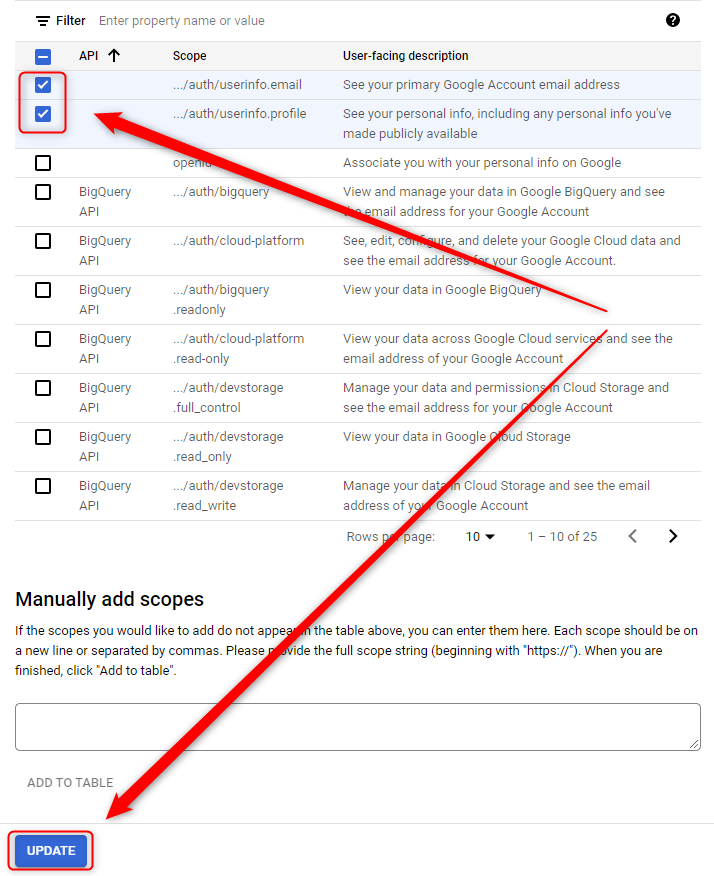 Filter Enter property name or value
API Scope User-facing description
.../auth/userinfo.email See your primary Google Account email address
.../auth/userinfo.profile See your personal info, including any personal info you've
made publicly available
openid Associate you with your personal info on Google
BigQuery .../auth/bigquery View and manage your data in Google BigQuery and see
API the email address for your Google Account
BigQuery .../auth/cloud-platform See, edit, configure, and delete your Google Cloud data and
API see the email address for your Google Account.
BigQuery .../auth/bigquery View your data in Google BigQuery
API .readonly
BigQuery .../auth/cloud-platform View your data across Google Cloud services and see the
API .read-only email address of your Google Account
BigQuery .../auth/devstorage Manage your data and permissions in Cloud Storage and
API .full_control see the email address for your Google Account
BigQuery .../auth/devstorage View your data in Google Cloud Storage
API .read_only
BigQuery .../auth/devstorage Manage your data in Cloud Storage and see the email
API .read_write address of your Google Account
Rows per page: 10 1 – 10 of 25
Manually add scopes
If the scopes you would like to add do not appear in the table above, you can enter them here. Each scope should be on
a new line or separated by commas. Please provide the full scope string (beginning with "https://"). When you are
finished, click "Add to table".
ADD TO TABLE
UPDATE